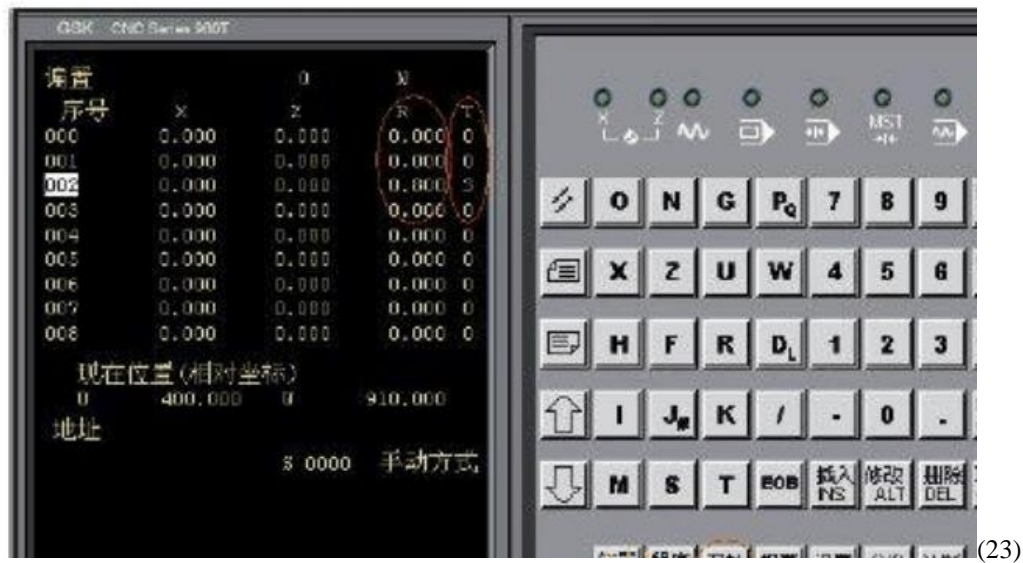 GSK CNC Series 980T
偏置 O N
序号 X Z R T
000 0.000 0.000 0.000 0
001 0.000 0.000 0.000 0
002 0.000 0.000 0.800 3
003 0.000 0.000 0.000 0
004 0.000 0.000 0.000 0
005 0.000 0.000 0.000 0
006 0.000 0.000 0.000 0
007 0.000 0.000 0.000 0
008 0.000 0.000 0.000 0
现在位置(相对坐标)
U 400.000 W 910.000
地址
S 0000 手动方式
X Z MST
O N G PQ 7 8 9
X Z U W 4 5 6
H F R DL 1 2 3
I J# K / - 0 .
M S T EOB 插入 INS 修改 ALT 删除 DEL
(23)